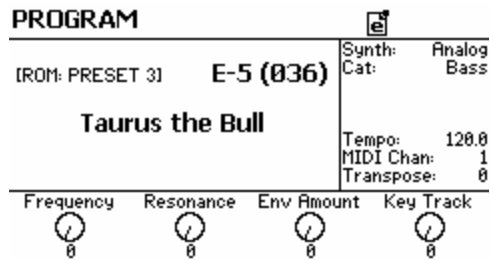 PROGRAM
e
[ROM: PRESET 3] E-5 (036)
Taurus the Bull
Synth: Analog
Cat: Bass
Tempo: 120.0
MIDI Chan: 1
Transpose: 0
Frequency Resonance Env Amount Key Track
0 0 0 0